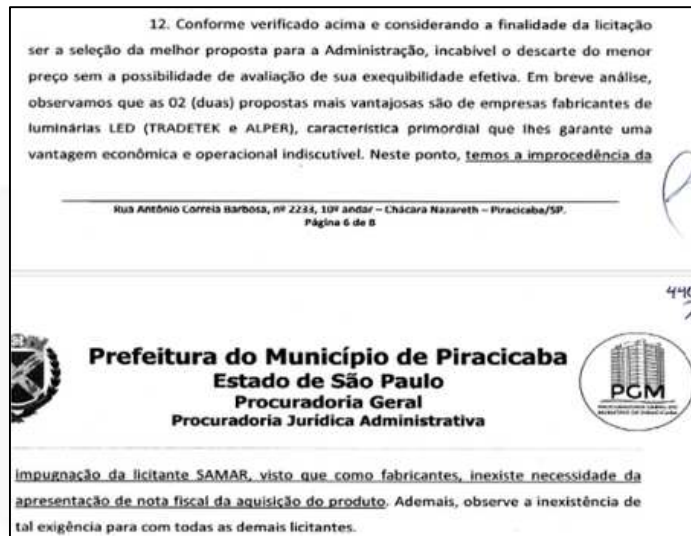 12. Conforme verificado acima e considerando a finalidade da licitação
ser a seleção da melhor proposta para a Administração, incabível o descarte do menor
preço sem a possibilidade de avaliação de sua exequibilidade efetiva. Em breve análise,
observamos que as 02 (duas) propostas mais vantajosas são de empresas fabricantes de
luminárias LED (TRADETEK e ALPER), característica primordial que lhes garante uma
vantagem econômica e operacional indiscutível. Neste ponto, temos a improcedência da
Rua Antônio Correia Barbosa, nº 2233, 10º andar – Chácara Nazareth – Piracicaba/SP.
Página 6 de 8
Prefeitura do Município de Piracicaba
Estado de São Paulo
Procuradoria Geral
Procuradoria Jurídica Administrativa
PGM
PROCURADORIA GERAL DO
MUNICÍPIO DE PIRACICABA
impugnação da licitante SAMAR, visto que como fabricantes, inexiste necessidade da
apresentação de nota fiscal da aquisição do produto. Ademais, observe a inexistência de
tal exigência para com todas as demais licitantes.